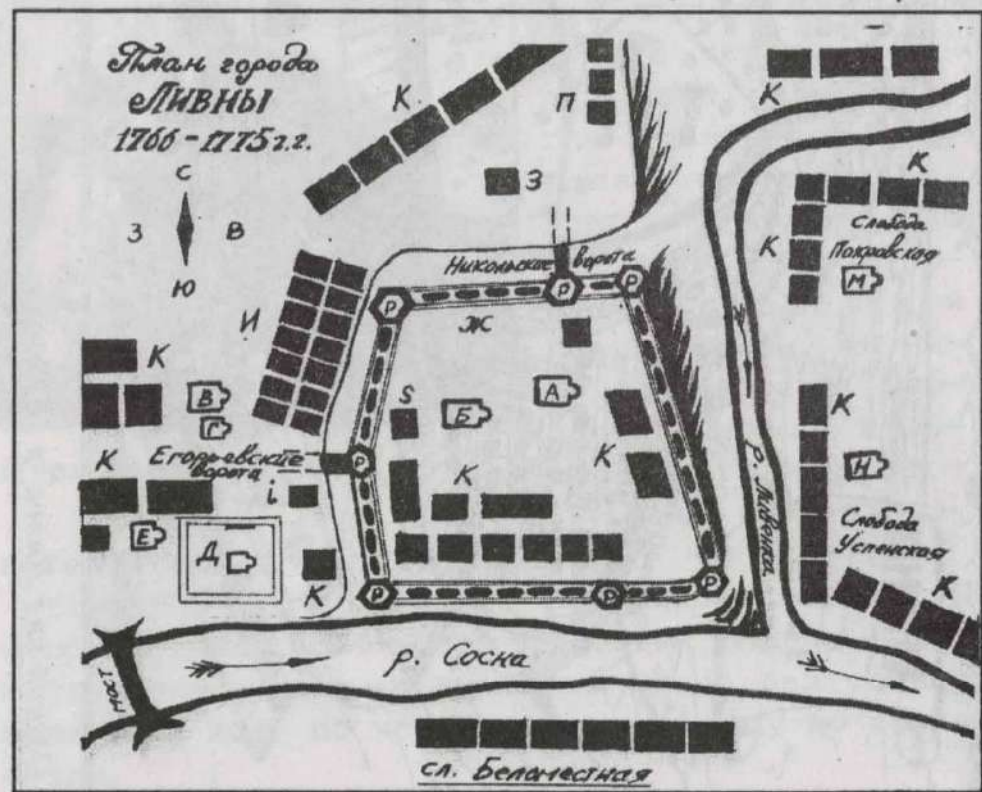 План города
ЛИВНЫ
1766-1775 г.г.
С
З В
Ю
К
П
К
З
К
Слобода
Покровская
К
М
Никольские ворота
Р Р Р
Ж
И
К
В
Г
S
Б
А
К
К
Егорьевские
ворота
Р
К
i
К
Н
Слобода
Успенская
р. Ливенка
Е
Д
К
Р Р Р
К
мост
р. Сосна
сл. Беломестная